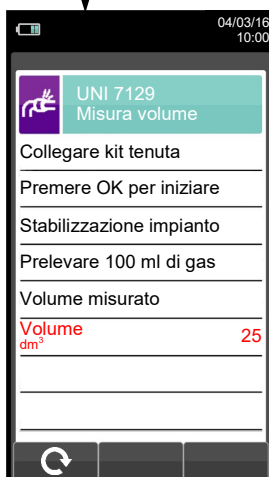 04/03/16
10:00
UNI 7129
Misura volume
Collegare kit tenuta
Premere OK per iniziare
Stabilizzazione impianto
Prelevare 100 ml di gas
Volume misurato
Volume 25
dm³